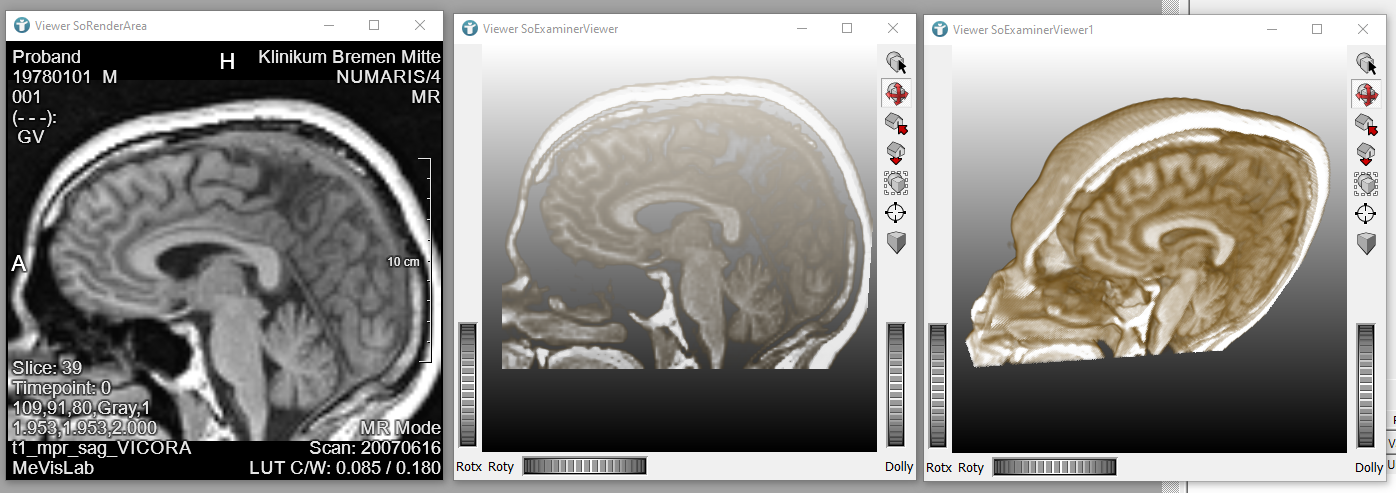 Viewer SoRenderArea
Proband
19780101 M
001
(---):
GV
H
Klinikum Bremen Mitte
NUMARIS/4
MR
A
10 cm
Slice: 39
Timepoint: 0
109,91,80,Gray,1
1.953,1.953,2.000
t1_mpr_sag_VICORA
MeVisLab
MR Mode
Scan: 20070616
LUT C/W: 0.085 / 0.180
Viewer SoExaminerViewer
Rotx Roty
Dolly
Viewer SoExaminerViewer1
Rotx Roty
Dolly
V
U